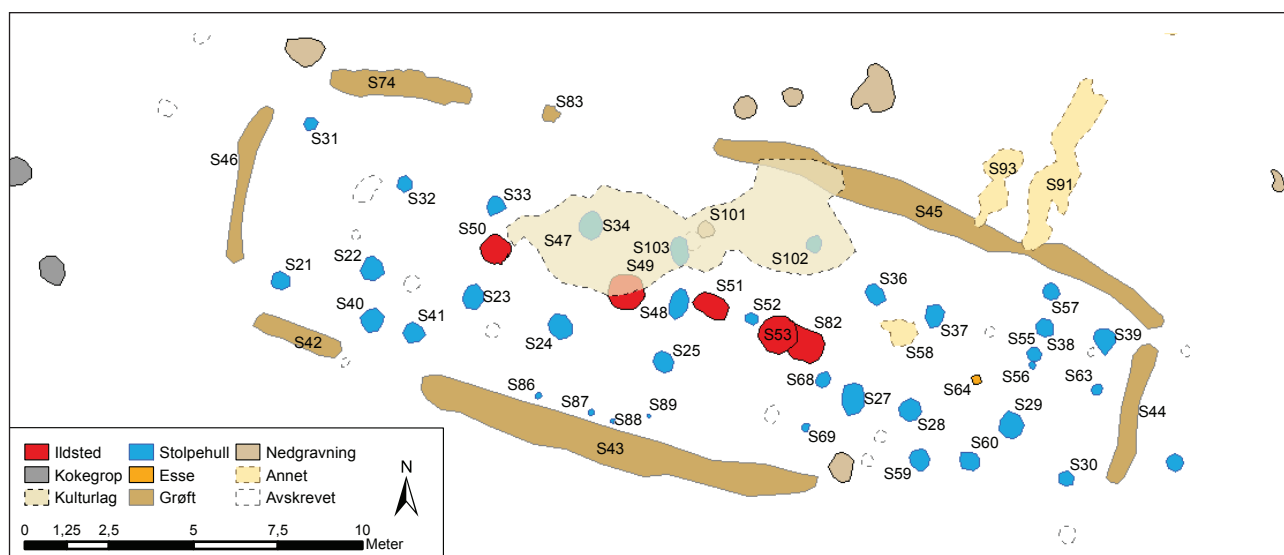 S74
S83
S31
S46
S93
S91
S32
S33
S45
S50
S34
S101
S47
S103
S102
S22
S49
S21
S51
S36
S57
S40
S41
S23
S48
S52
S37
S39
S42
S24
S53
S82
S38
S55
S58
S25
S56
S63
S68
S64
S86
S27
S87
S89
S28
S29
S44
S88
S69
S43
S60
S59
S30
Ildsted
Stolpehull
Nedgravning
Kokegrop
Esse
Annet
Kulturlag
Grøft
Avskrevet
N
0 1,25 2,5 5 7,5 10
Meter